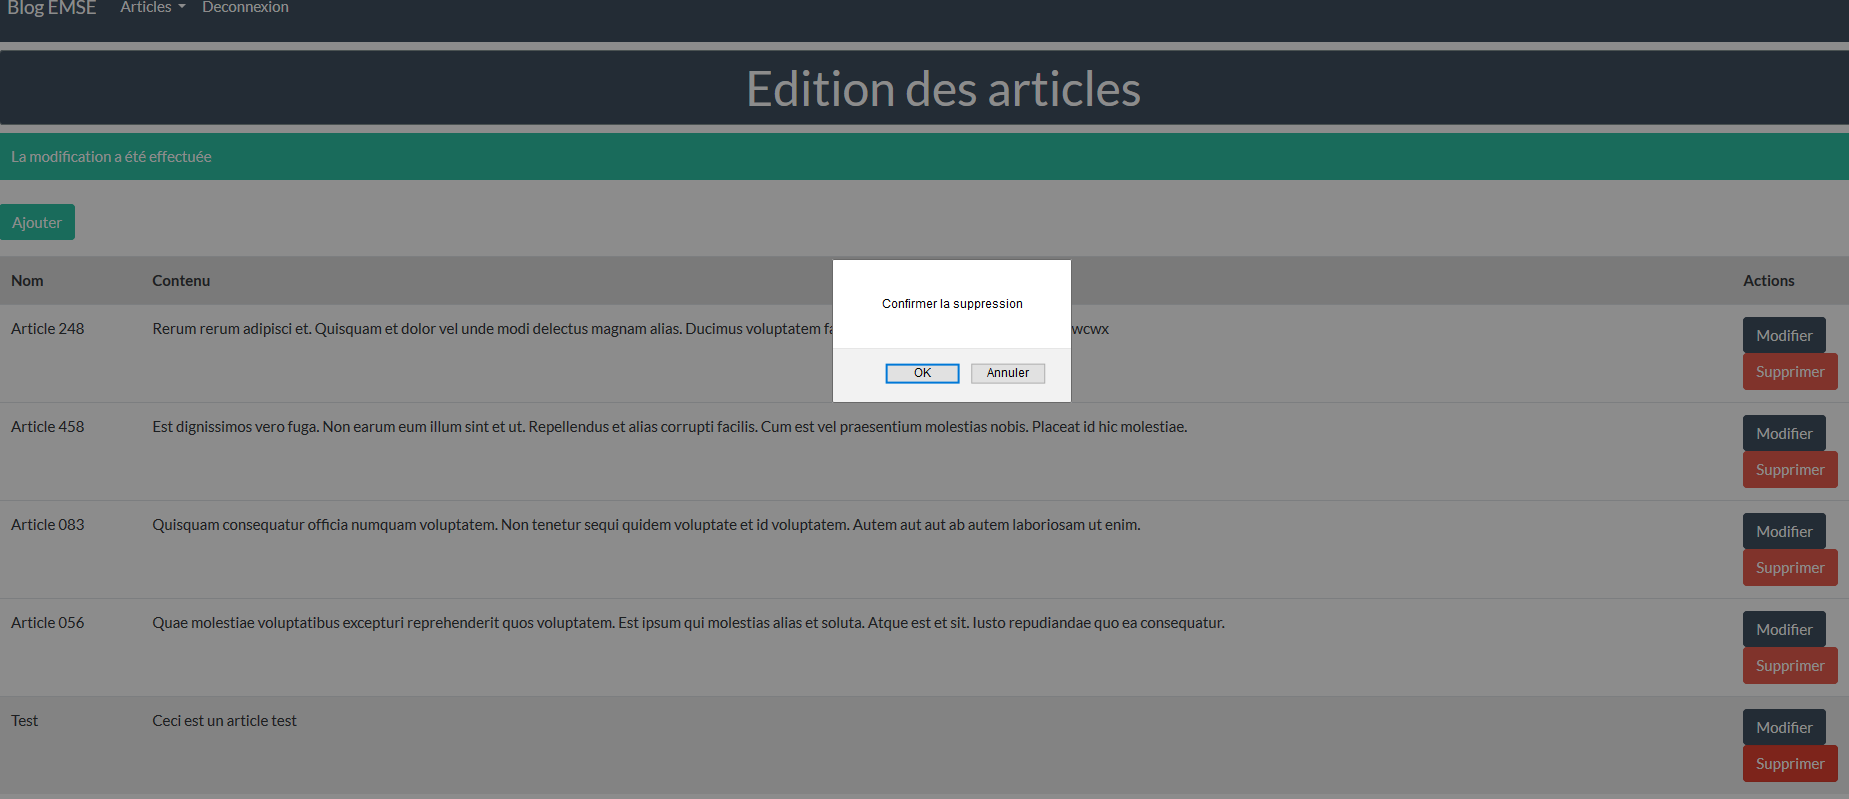 Blog EMSE Articles Deconnexion
Edition des articles
La modification a été effectuée
Ajouter
Nom Contenu Actions
Confirmer la suppression
OK Annuler
Article 248 Rerum rerum adipisci et. Quisquam et dolor vel unde modi delectus magnam alias. Ducimus voluptatem wcwx Modifier
Supprimer
Article 458 Est dignissimos vero fuga. Non earum eum illum sint et ut. Repellendus et alias corrupti facilis. Cum est vel praesentium molestias nobis. Placeat id hic molestiae. Modifier
Supprimer
Article 083 Quisquam consequatur officia numquam voluptatem. Non tenetur sequi quidem voluptate et id voluptatem. Autem aut aut ab autem laboriosam ut enim. Modifier
Supprimer
Article 056 Quae molestiae voluptatibus excepturi reprehenderit quos voluptatem. Est ipsum qui molestias alias et soluta. Atque est et sit. Iusto repudiandae quo ea consequatur. Modifier
Supprimer
Test Ceci est un article test Modifier
Supprimer